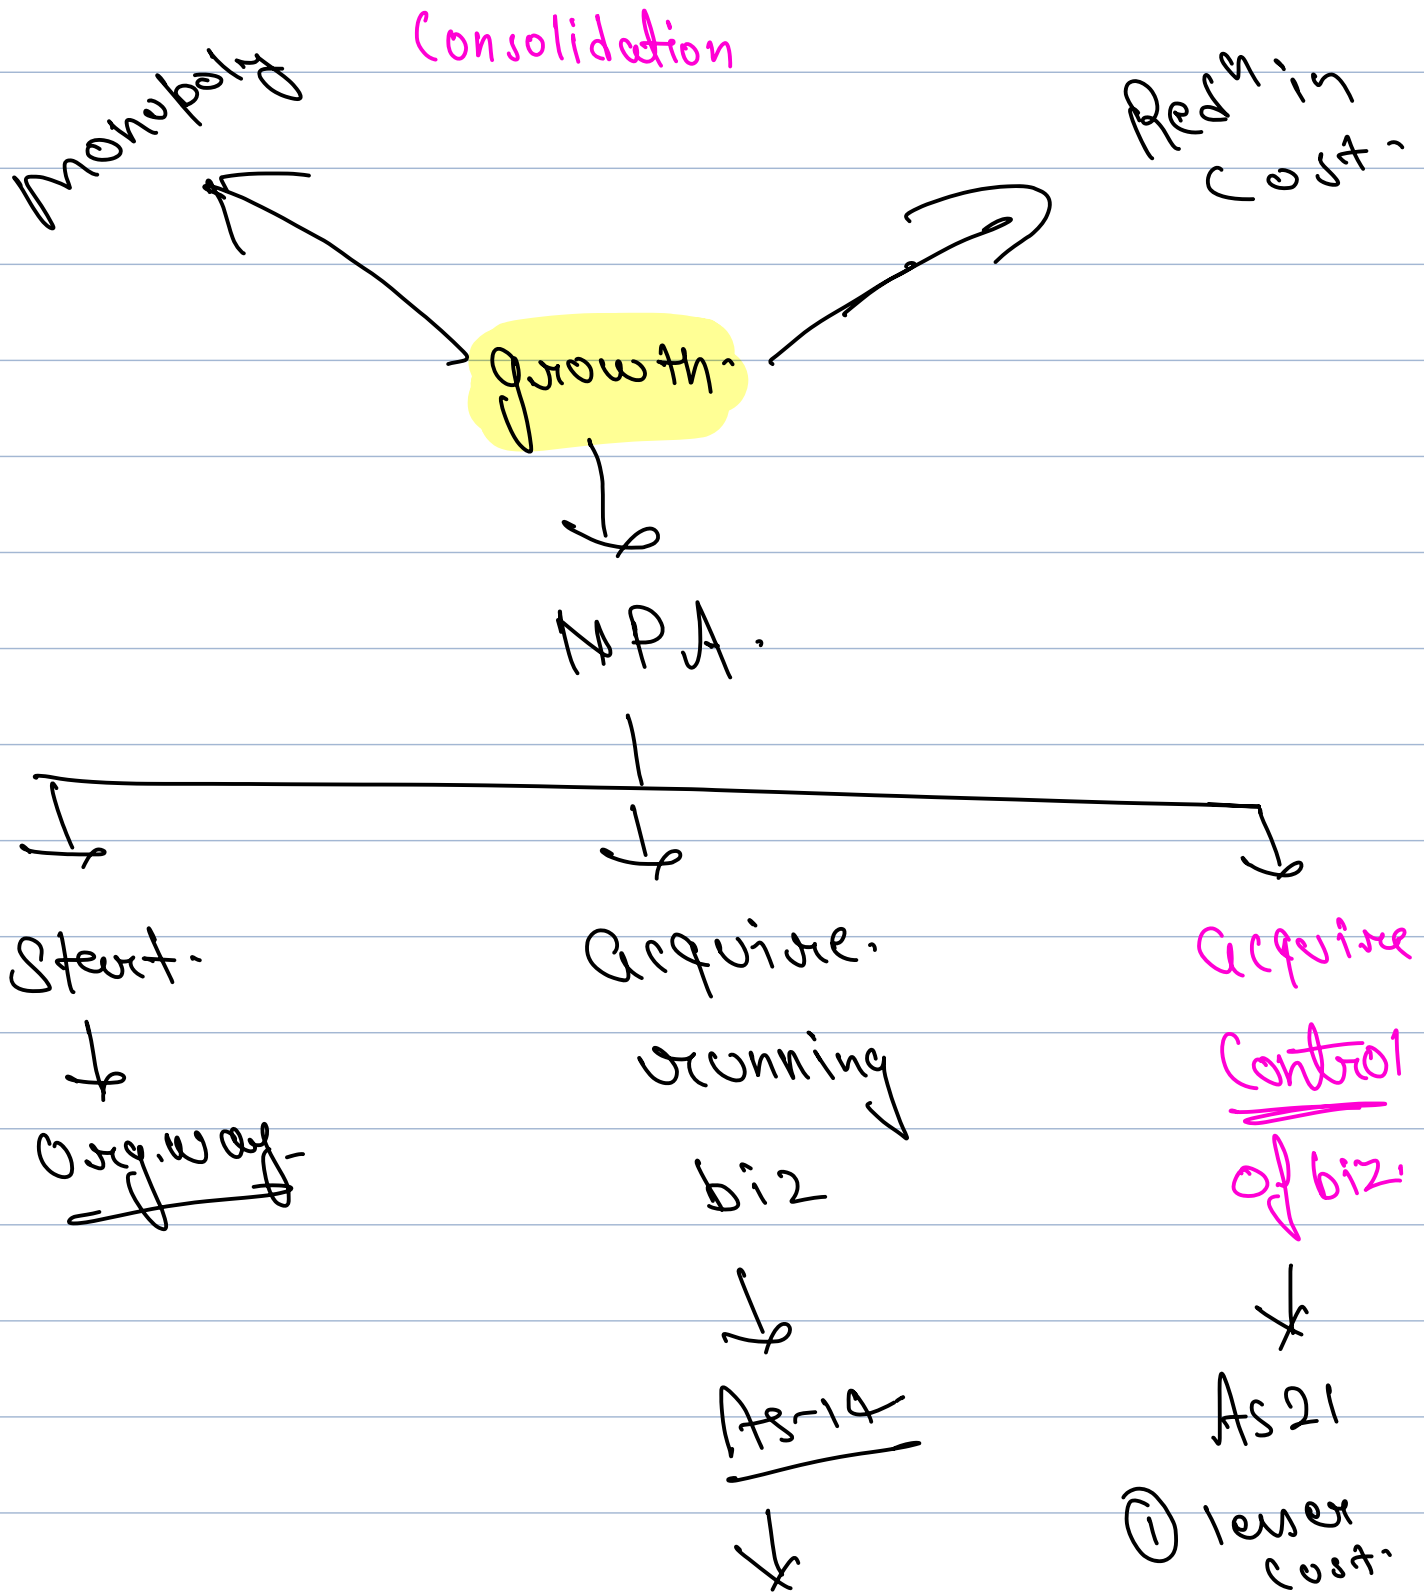 Consolidation
Monopoly
Redⁿ in
cost.
growth.
NPA.
Start. Acquire. Acquire
running Control
Org. way. biz of biz.
AS-14 AS 21
① lesser
cost.